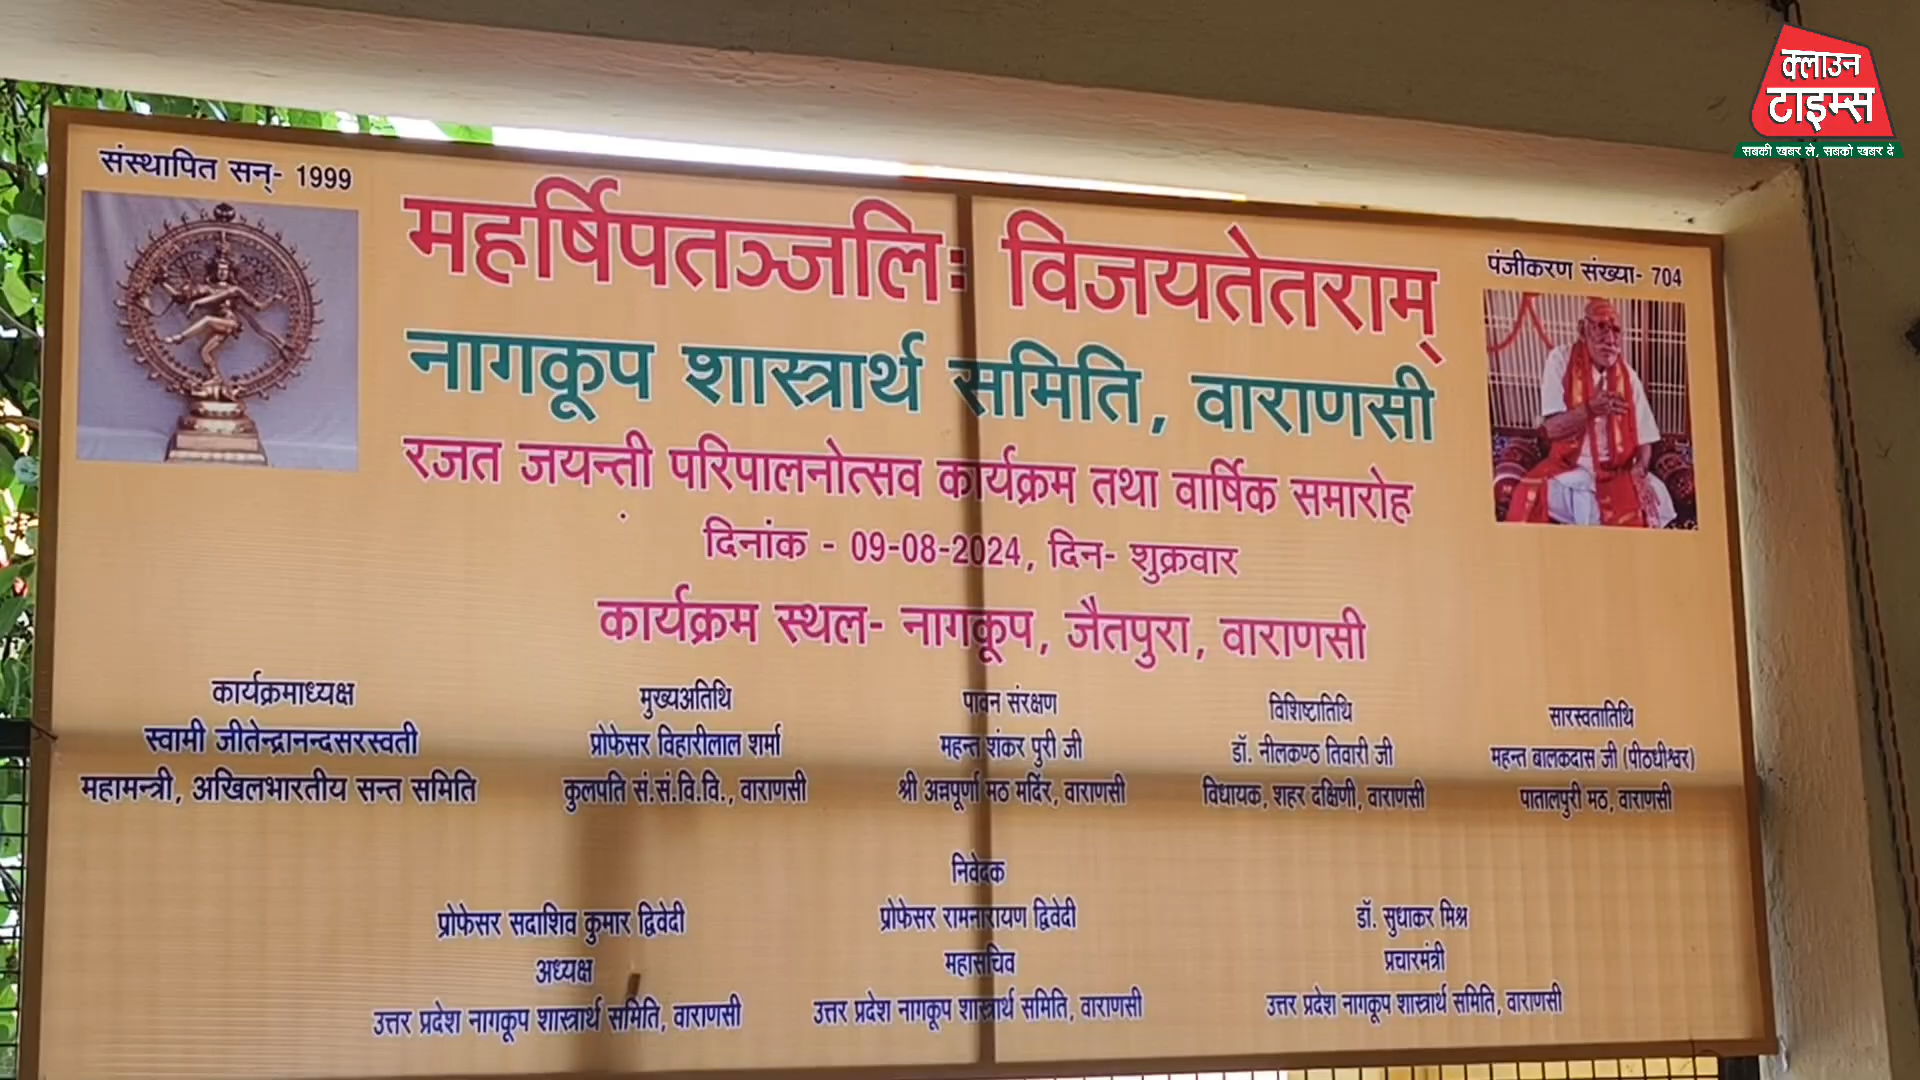 क्लाउन
टाइम्स
सबकी खबर ले, सबको खबर दे
संस्थापित सन्- 1999
महर्षिपतञ्जलिः विजयतेतराम्
पंजीकरण संख्या- 704
नागकूप शास्त्रार्थ समिति, वाराणसी
रजत जयन्ती परिपालनोत्सव कार्यक्रम तथा वार्षिक समारोह
दिनांक - 09-08-2024, दिन- शुक्रवार
कार्यक्रम स्थल- नागकूप, जैतपुरा, वाराणसी
कार्यक्रमाध्यक्ष
स्वामी जीतेन्द्रानन्दसरस्वती
महामन्त्री, अखिलभारतीय सन्त समिति
मुख्यअतिथि
प्रोफेसर विहारीलाल शर्मा
कुलपति सं.सं.वि.वि., वाराणसी
पावन संरक्षण
महन्त शंकर पुरी जी
श्री अन्नपूर्णा मठ मंदिर, वाराणसी
विशिष्टातिथि
डॉ. नीलकण्ठ तिवारी जी
विधायक, शहर दक्षिणी, वाराणसी
सारस्वतातिथि
महन्त बालकदास जी (पीठधीश्वर)
पातालपुरी मठ, वाराणसी
निवेदक
प्रोफेसर सदाशिव कुमार द्विवेदी
अध्यक्ष
उत्तर प्रदेश नागकूप शास्त्रार्थ समिति, वाराणसी
प्रोफेसर रामनारायण द्विवेदी
महासचिव
उत्तर प्रदेश नागकूप शास्त्रार्थ समिति, वाराणसी
डॉ. सुधाकर मिश्र
प्रचारमंत्री
उत्तर प्रदेश नागकूप शास्त्रार्थ समिति, वाराणसी